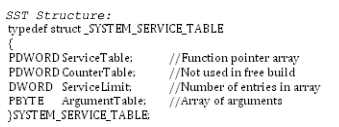 SST Structure:
typedef struct _SYSTEM_SERVICE_TABLE
{
PDWORD ServiceTable; //Function pointer array
PDWORD CounterTable; //Not used in free build
DWORD ServiceLimit; //Number of entries in array
PBYTE ArgumentTable; //Array of arguments
}SYSTEM_SERVICE_TABLE;